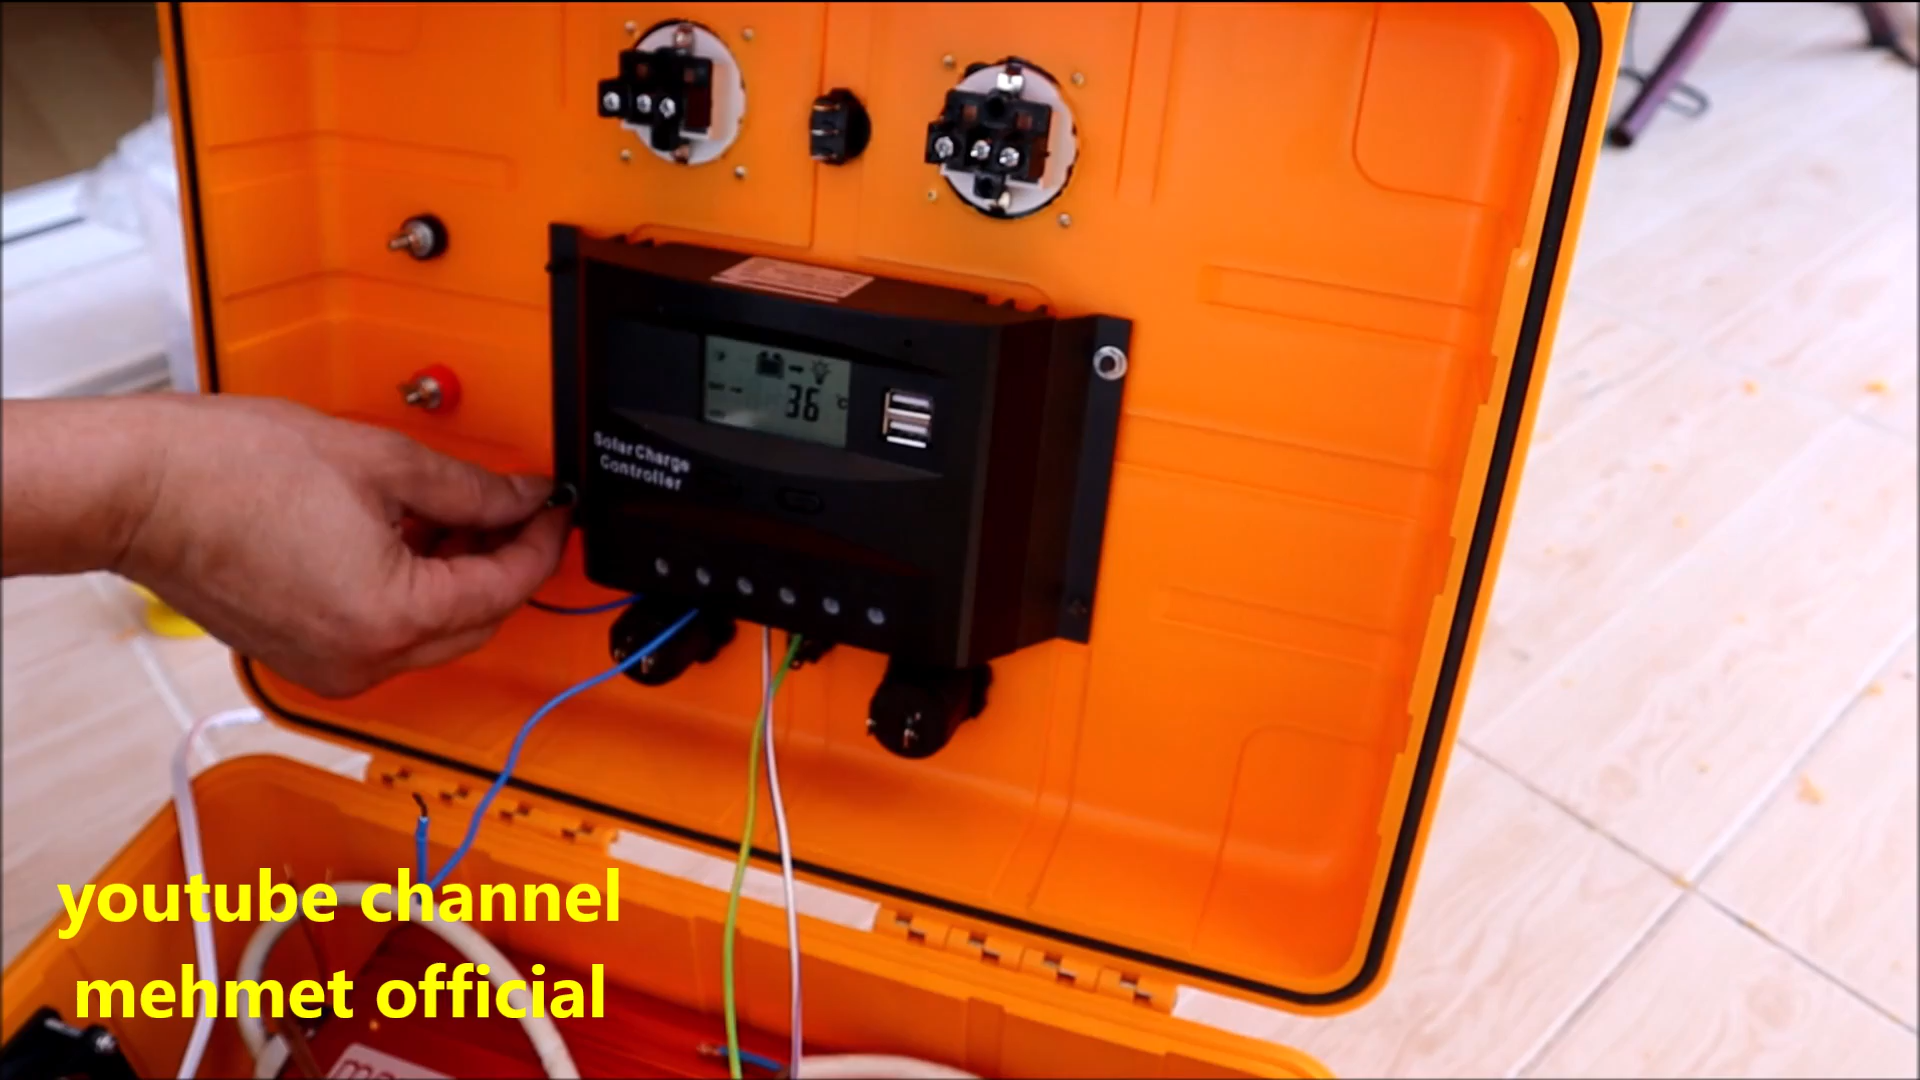 36 °C
Solar Charge
Controller
youtube channel
mehmet official